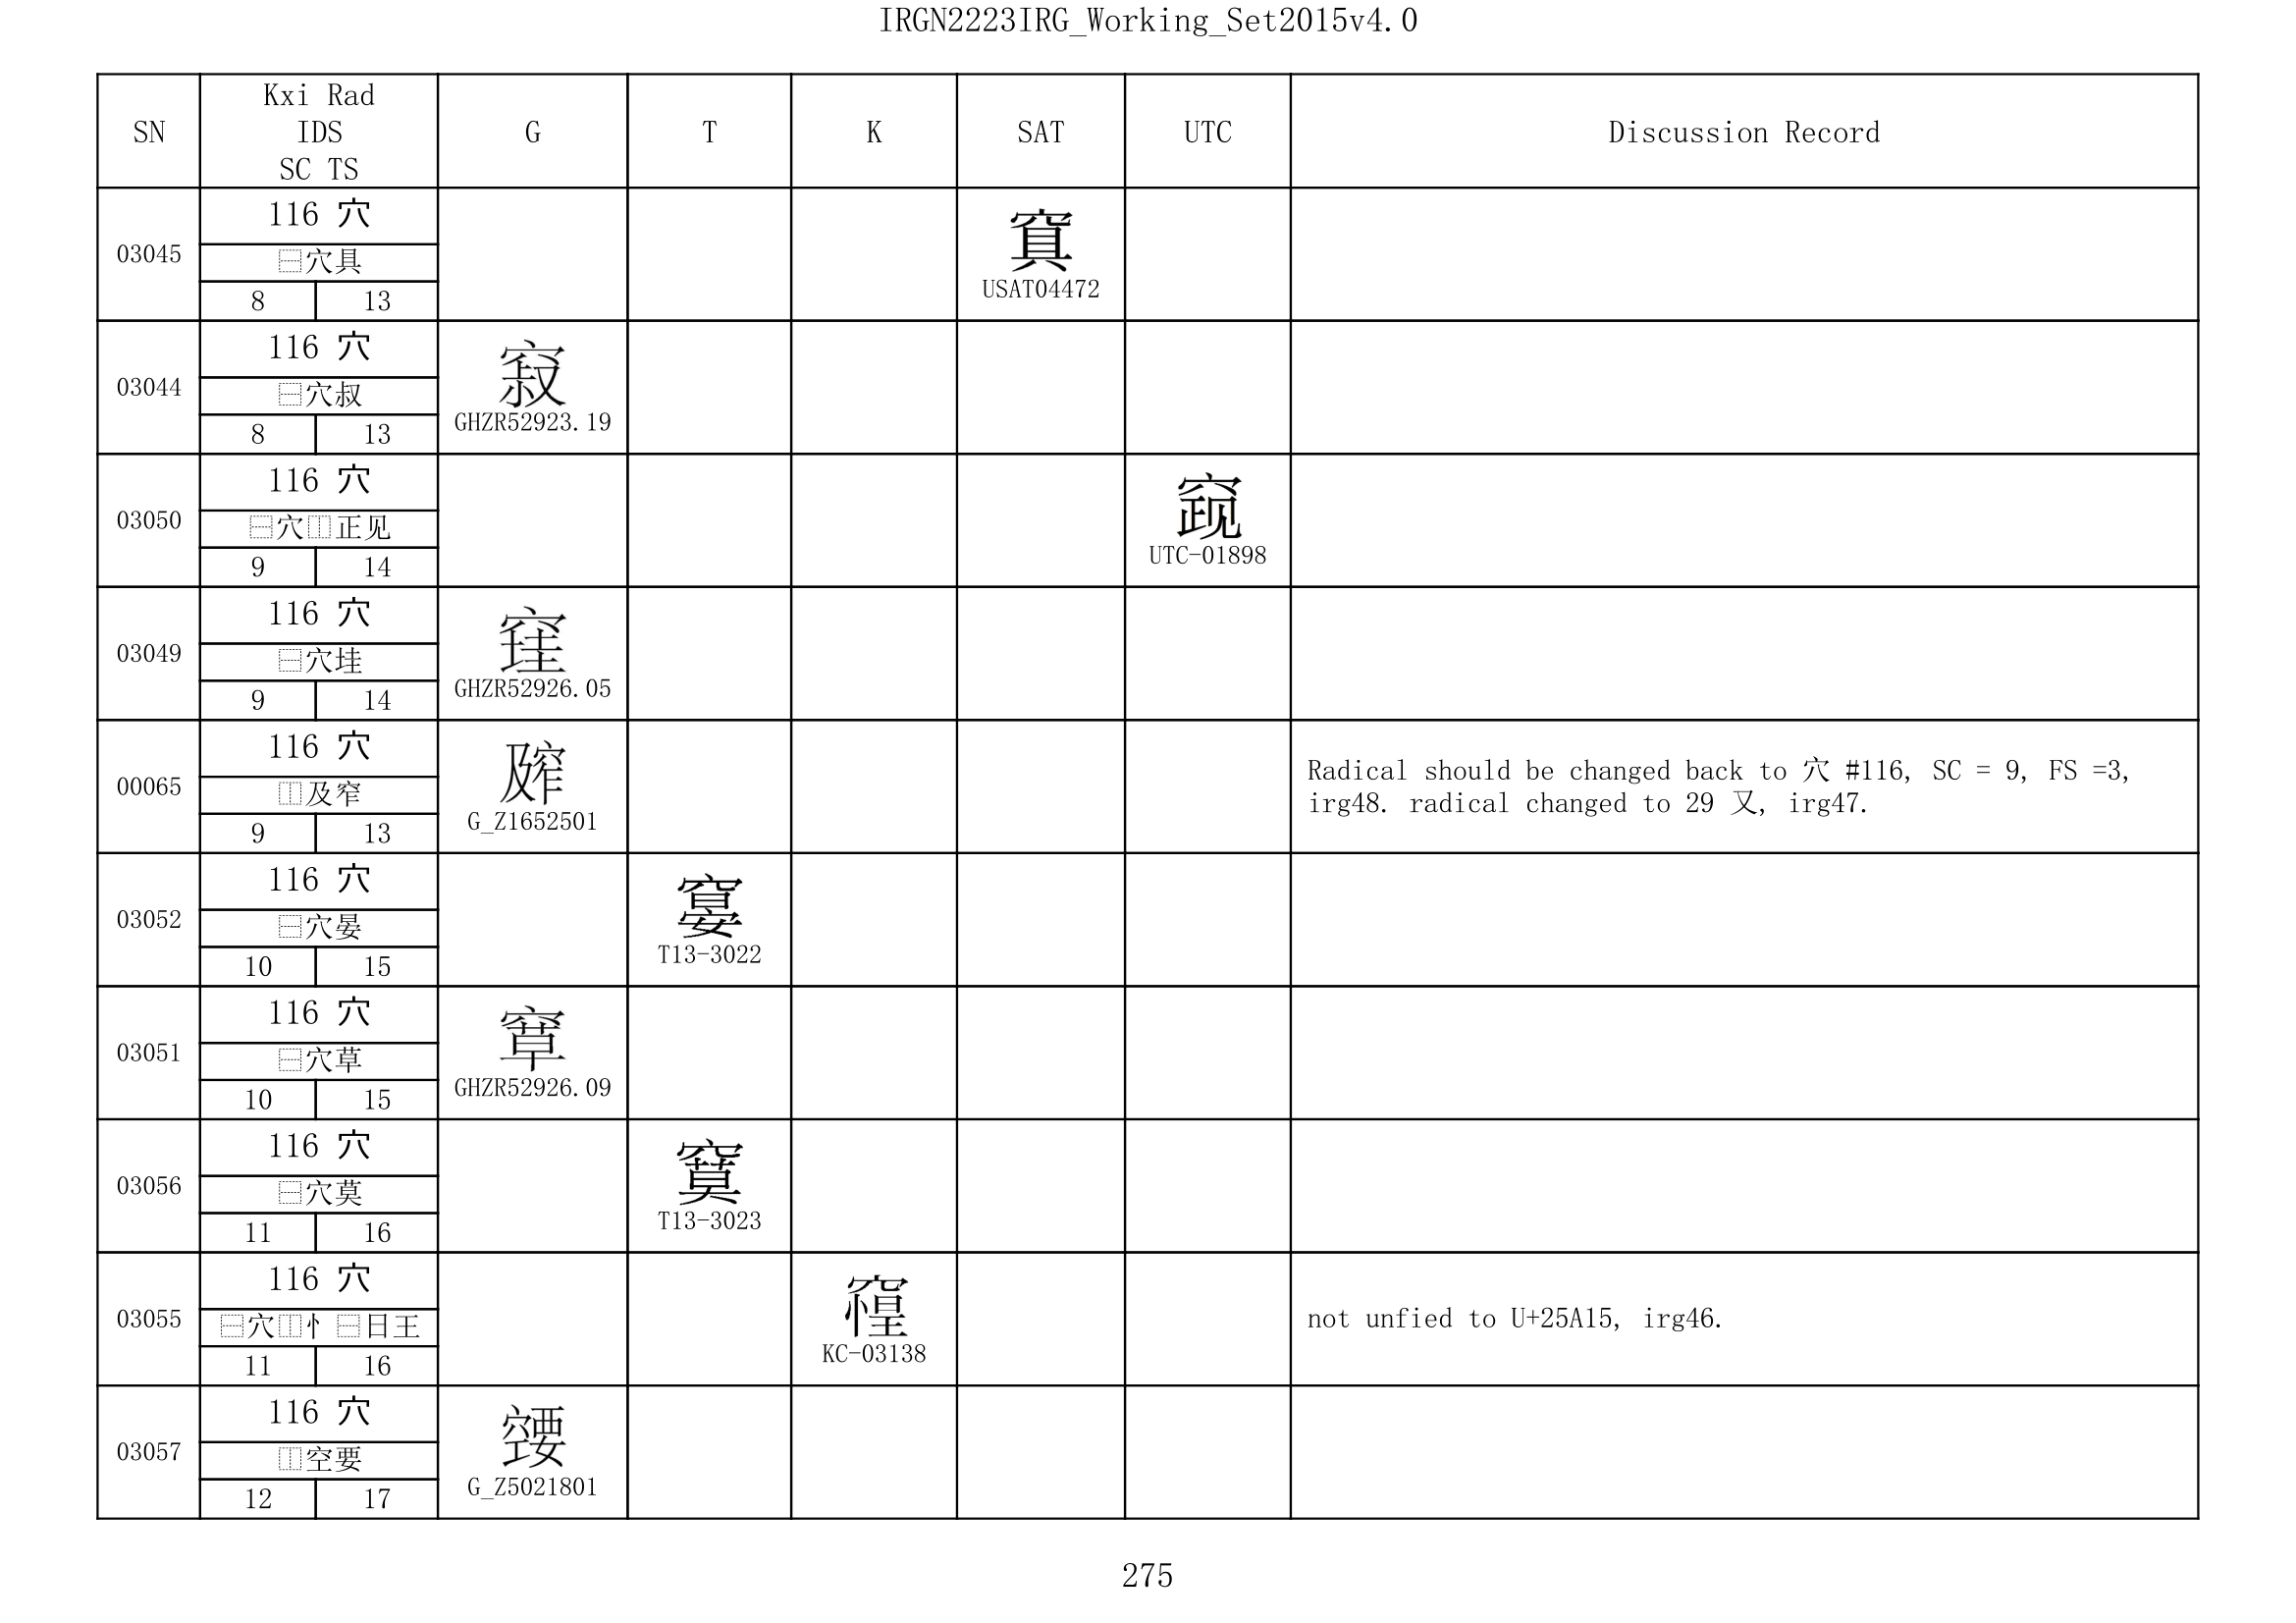 IRGN2223IRG_Working_Set2015v4.0
SN
Kxi Rad
IDS
SC TS
G
T
K
SAT
UTC
Discussion Record
03045
116 穴
⿱穴具
8 13
USAT04472
03044
116 穴
⿱穴叔
8 13
GHZR52923.19
03050
116 穴
⿱穴⿰正见
9 14
UTC-01898
03049
116 穴
⿱穴垚
9 14
GHZR52926.05
00065
116 穴
⿰及窄
9 13
G_Z1652501
Radical should be changed back to 穴 #116, SC = 9, FS =3,
irg48. radical changed to 29 又, irg47.
03052
116 穴
⿱穴晏
10 15
T13-3022
03051
116 穴
⿱穴草
10 15
GHZR52926.09
03056
116 穴
⿱穴莫
11 16
T13-3023
03055
116 穴
⿱穴⿰忄⿱日王
11 16
KC-03138
not unfied to U+25A15, irg46.
03057
116 穴
⿰空要
12 17
G_Z5021801
275